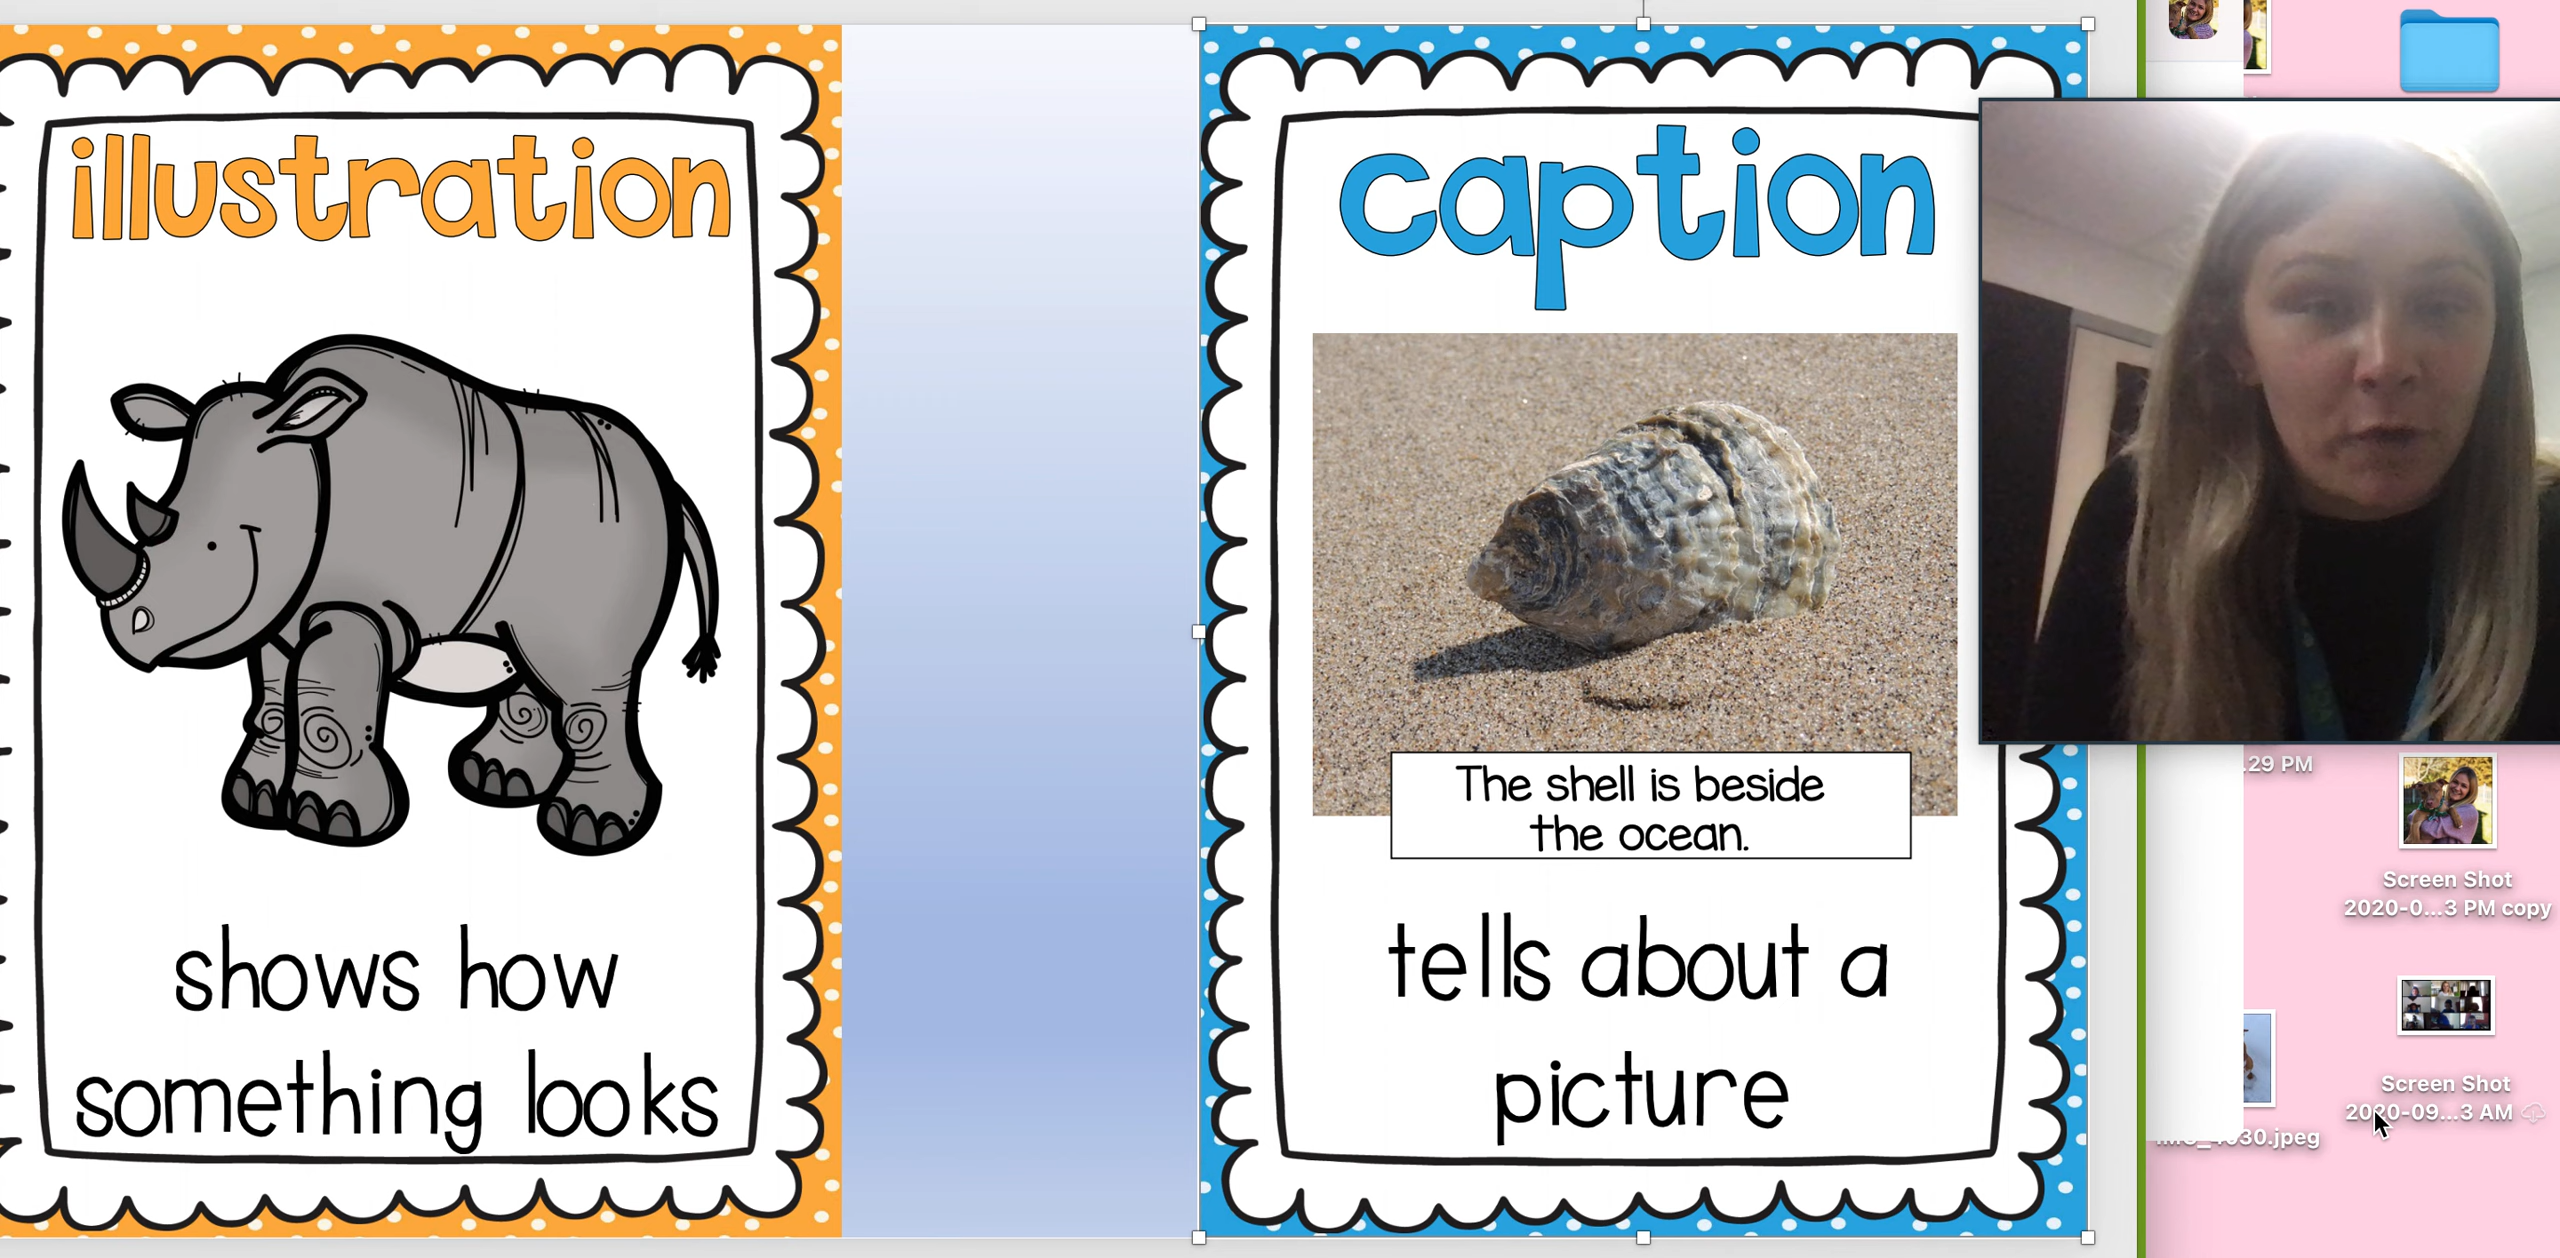 illustration
shows how
something looks
caption
The shell is beside
the ocean.
tells about a
picture
.29 PM
Screen Shot
2020-0...3 PM copy
Screen Shot
2020-09...3 AM
30.jpeg